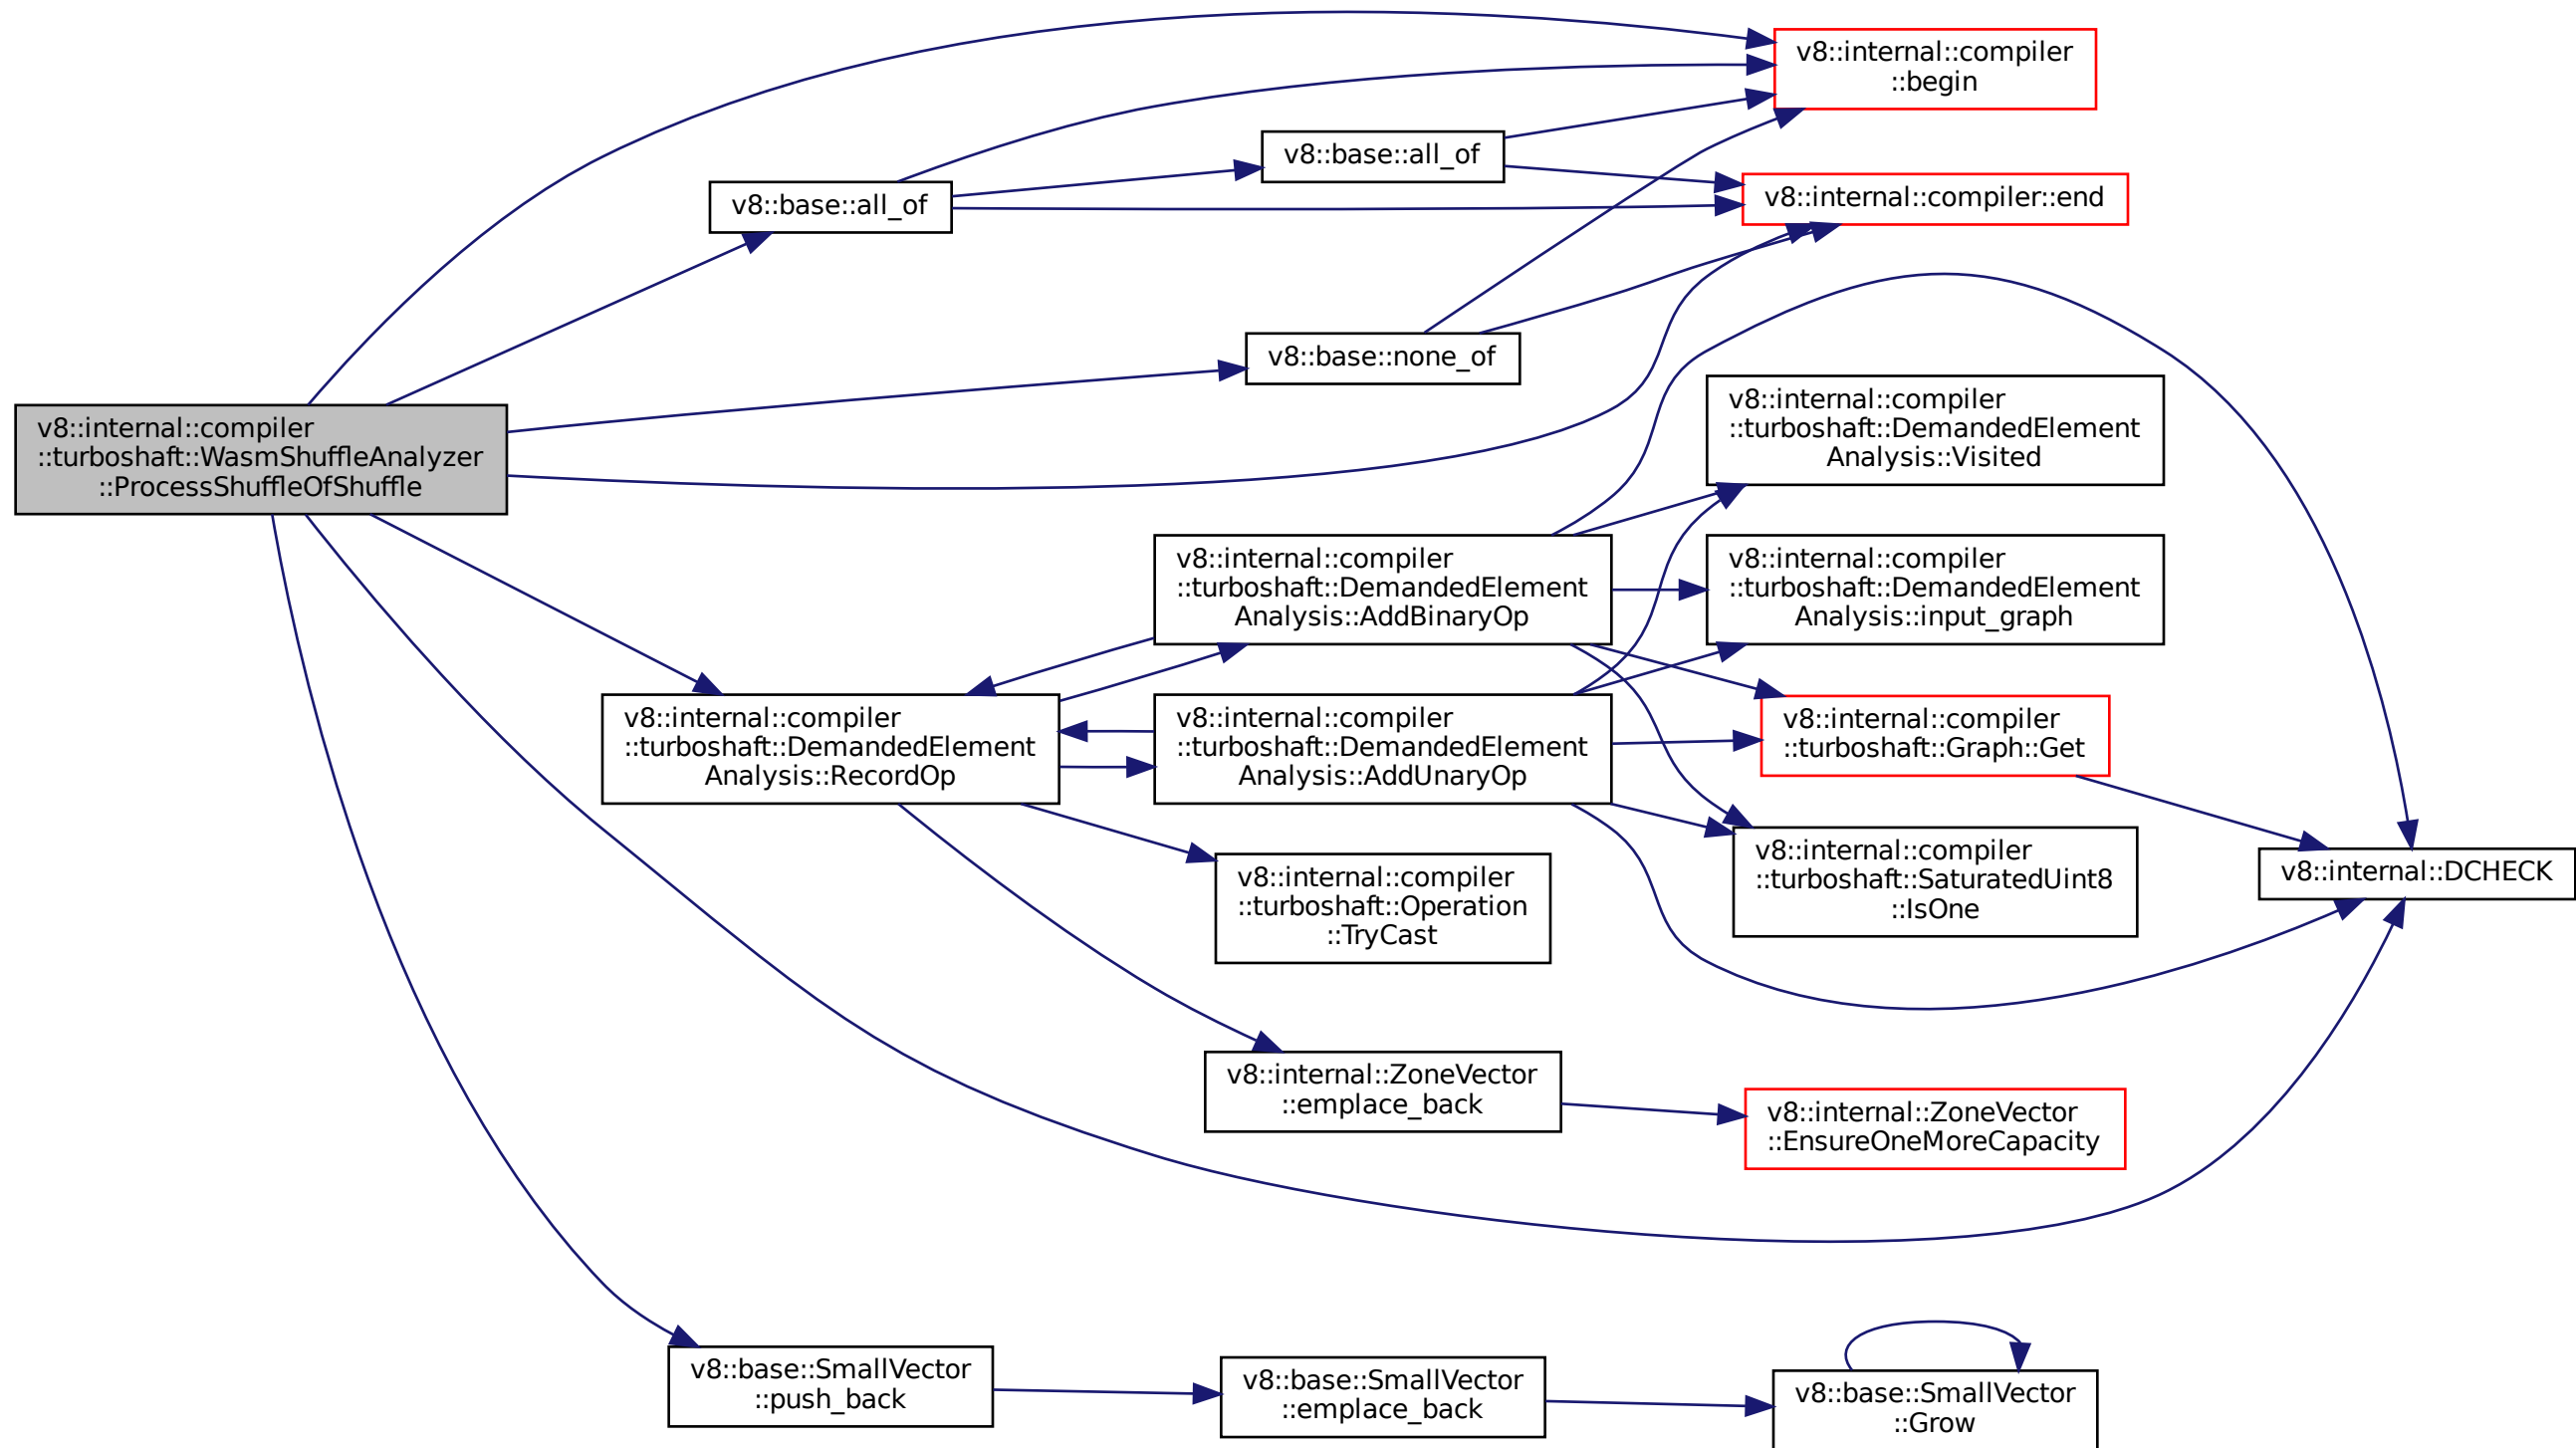 v8::internal::compiler
::begin
v8::base::all_of
v8::internal::compiler::end
v8::base::all_of
v8::base::none_of
v8::internal::compiler
::turboshaft::DemandedElement
Analysis::Visited
v8::internal::compiler
::turboshaft::WasmShuffleAnalyzer
::ProcessShuffleOfShuffle
v8::internal::compiler
::turboshaft::DemandedElement
Analysis::AddBinaryOp
v8::internal::compiler
::turboshaft::DemandedElement
Analysis::input_graph
v8::internal::compiler
::turboshaft::DemandedElement
Analysis::RecordOp
v8::internal::compiler
::turboshaft::DemandedElement
Analysis::AddUnaryOp
v8::internal::compiler
::turboshaft::Graph::Get
v8::internal::compiler
::turboshaft::SaturatedUint8
::IsOne
v8::internal::DCHECK
v8::internal::compiler
::turboshaft::Operation
::TryCast
v8::internal::ZoneVector
::emplace_back
v8::internal::ZoneVector
::EnsureOneMoreCapacity
v8::base::SmallVector
::push_back
v8::base::SmallVector
::emplace_back
v8::base::SmallVector
::Grow